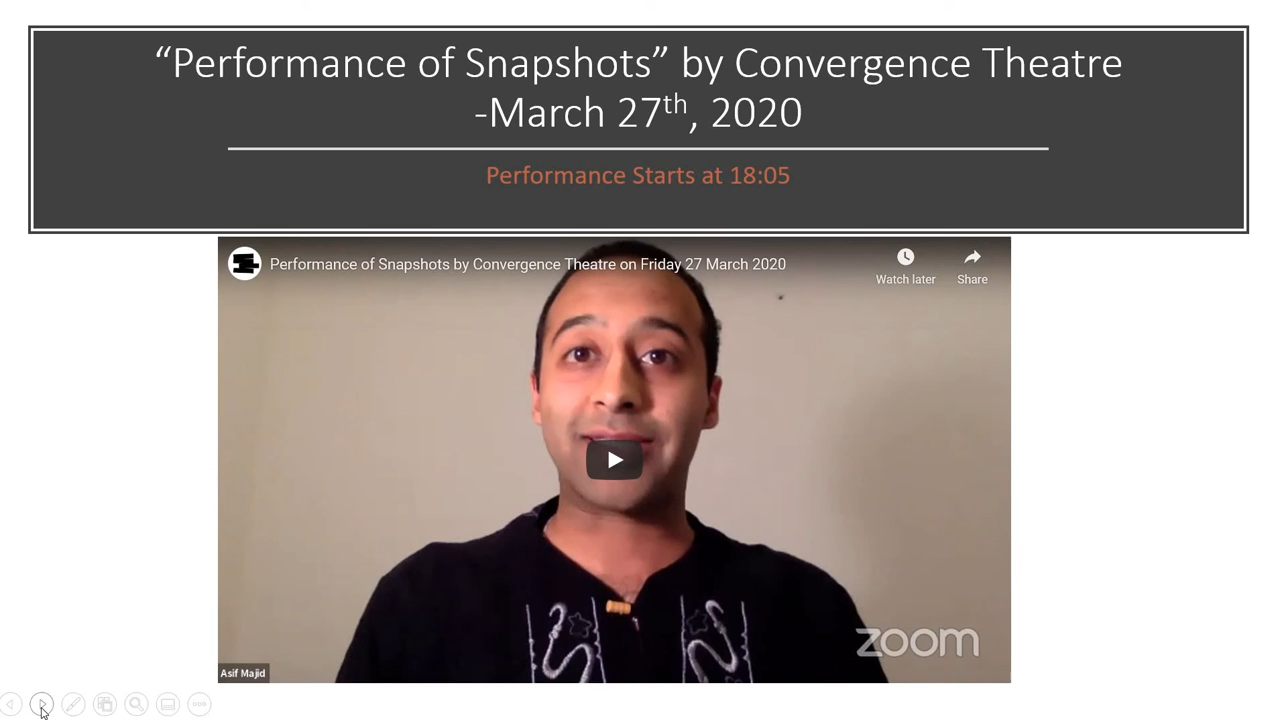 “Performance of Snapshots” by Convergence Theatre
-March 27th, 2020
Performance Starts at 18:05
Performance of Snapshots by Convergence Theatre on Friday 27 March 2020
Watch later
Share
zoom
Asif Majid